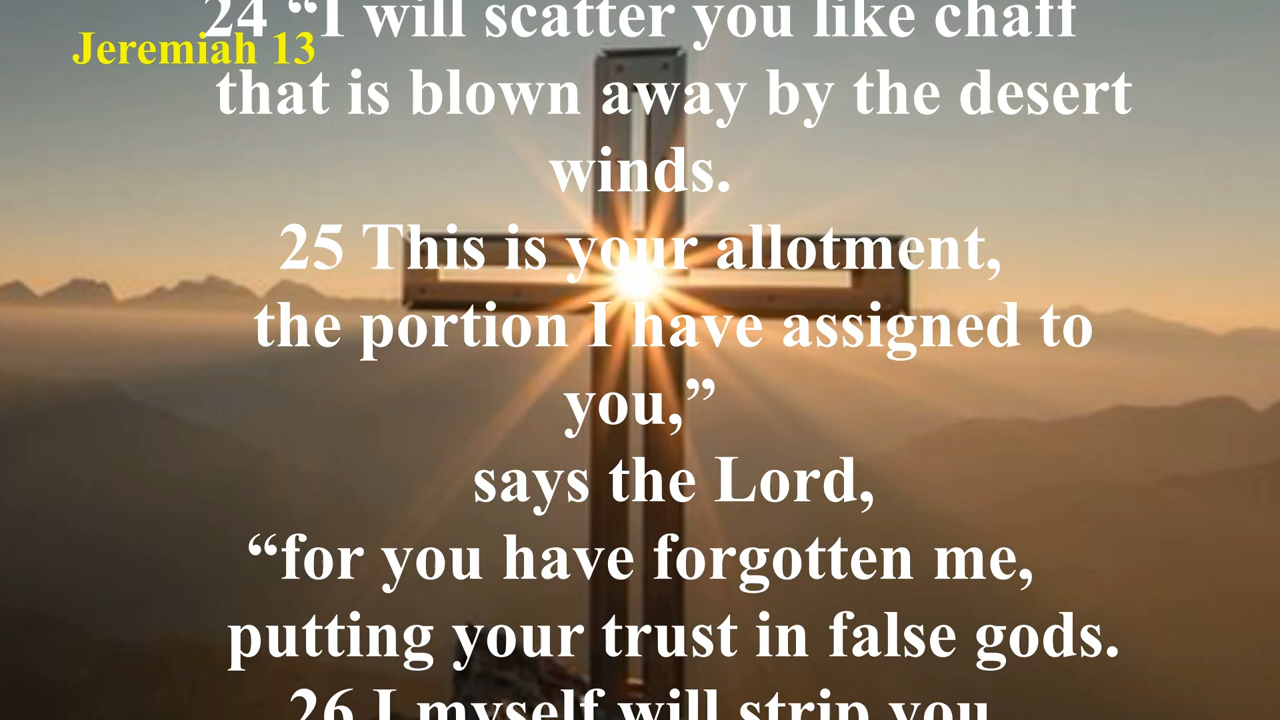 24 “I will scatter you like chaff
Jeremiah 13
that is blown away by the desert
winds.
25 This is your allotment,
the portion I have assigned to
you,”
says the Lord,
“for you have forgotten me,
putting your trust in false gods.
26 I myself will strip you